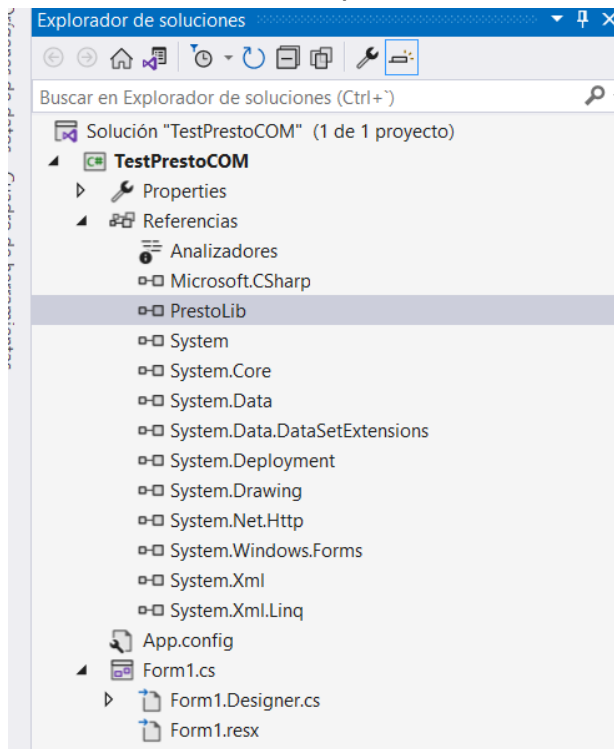 Explorador de soluciones
Buscar en Explorador de soluciones (Ctrl+`)
Solución "TestPrestoCOM" (1 de 1 proyecto)
C# TestPrestoCOM
Properties
Referencias
Analizadores
Microsoft.CSharp
PrestoLib
System
System.Core
System.Data
System.Data.DataSetExtensions
System.Deployment
System.Drawing
System.Net.Http
System.Windows.Forms
System.Xml
System.Xml.Linq
App.config
Form1.cs
Form1.Designer.cs
Form1.resx